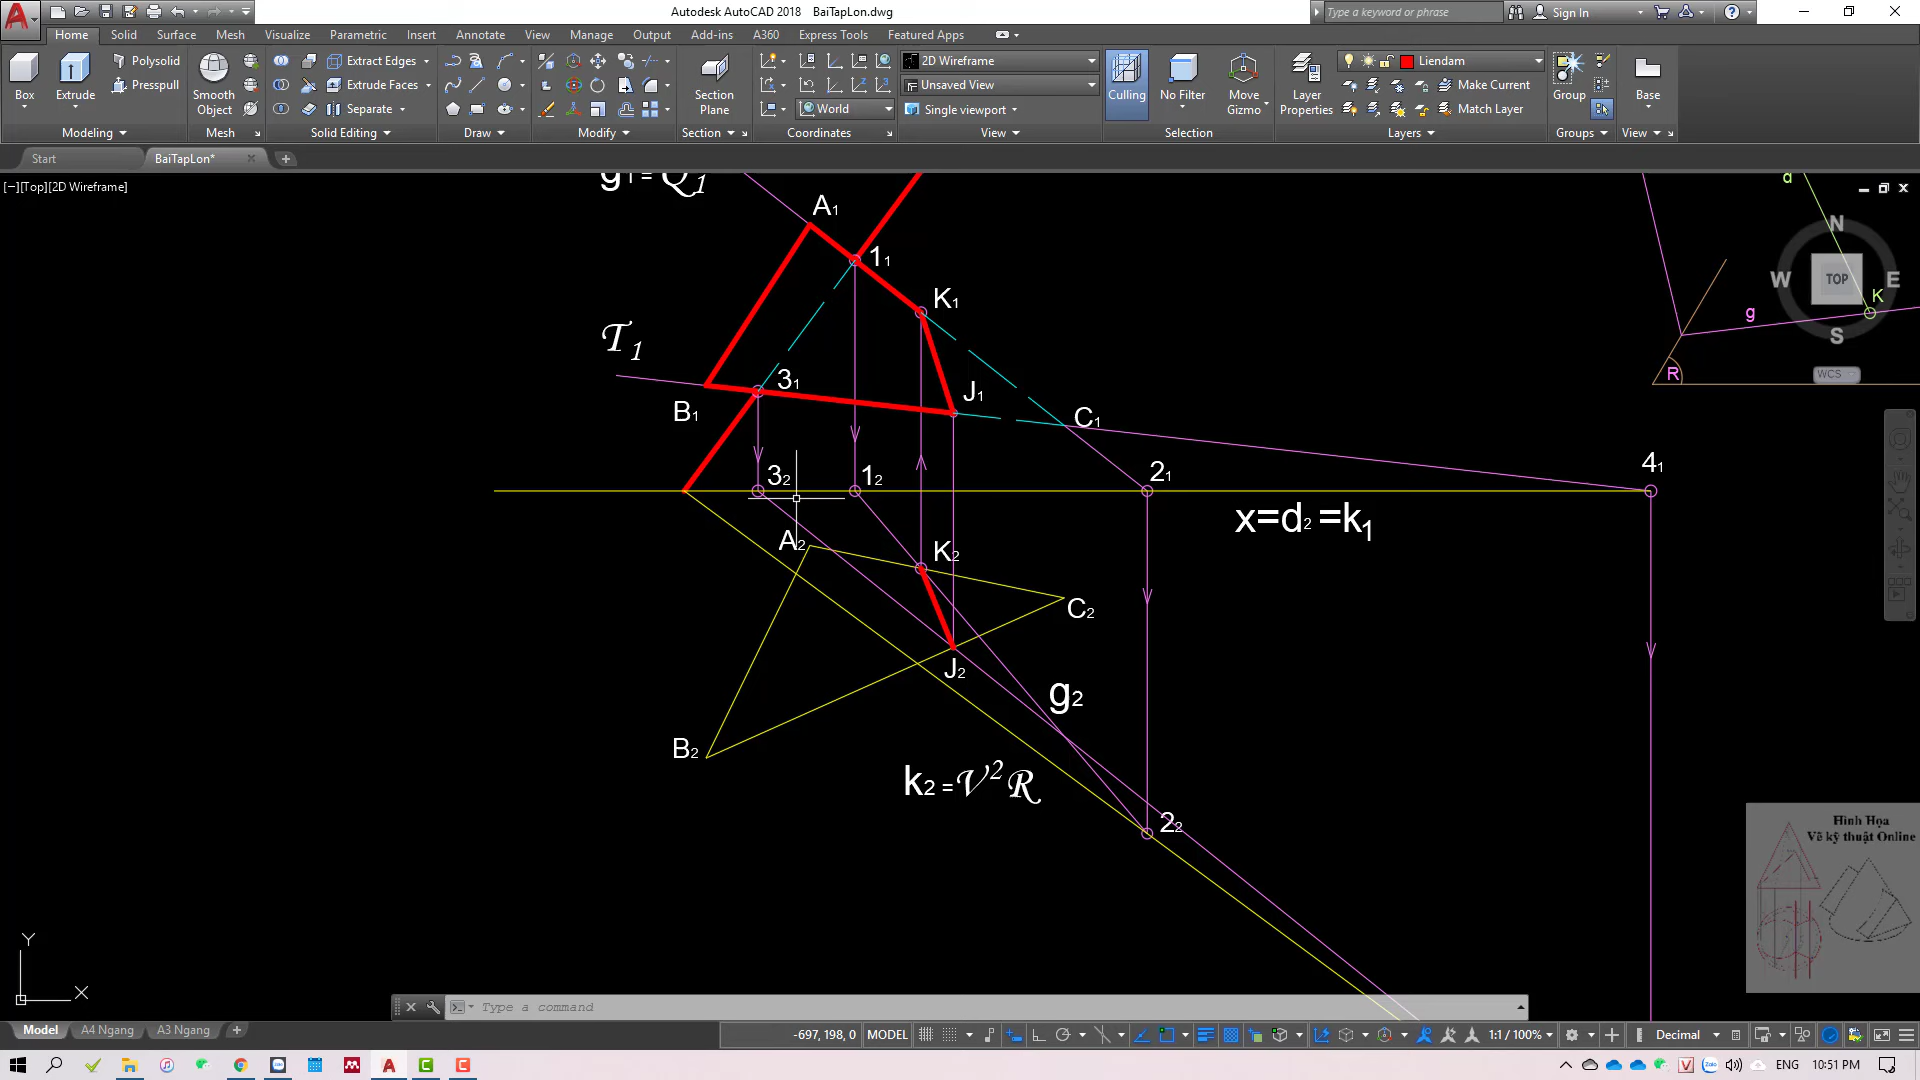 Autodesk AutoCAD 2018 BaiTapLon.dwg
Type a keyword or phrase
Sign In
Home Solid Surface Mesh Visualize Parametric Insert Annotate View Manage Output Add-ins A360 Express Tools Featured Apps
Box
Extrude
Polysolid
Presspull
Modeling
Smooth
Object
Mesh
Extract Edges
Extrude Faces
Separate
Solid Editing
Draw
Modify
Section
Plane
Section
World
Coordinates
2D Wireframe
Unsaved View
Single viewport
View
Culling
No Filter
Move
Gizmo
Selection
Layer
Properties
Liendam
Make Current
Match Layer
Layers
Group
Groups
Base
View
Start
BaiTapLon*
[−][Top][2D Wireframe]
g1=Q1
A1
11
K1
T1
31
J1
B1
C1
32
12
21
41
x=d2=k1
A2
K2
C2
J2
g2
B2
k2=V²R
22
d
N
W TOP E
S
K
g
R
WCS
Hình Họa
Vẽ kỹ thuật Online
Y
X
Type a command
Model A4 Ngang A3 Ngang
-697, 198, 0 MODEL
1:1 / 100%
Decimal
ENG 10:51 PM